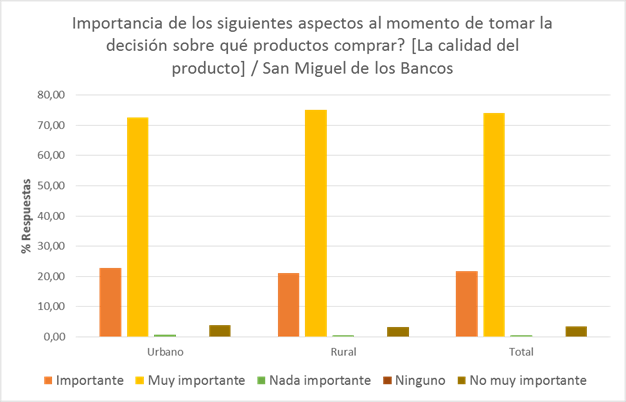 Importancia de los siguientes aspectos al momento de tomar la
decisión sobre qué productos comprar? [La calidad del
producto] / San Miguel de los Bancos
80,00
70,00
60,00
50,00
40,00
30,00
20,00
10,00
0,00
% Respuestas
Urbano Rural Total
Importante Muy importante Nada importante Ninguno No muy importante